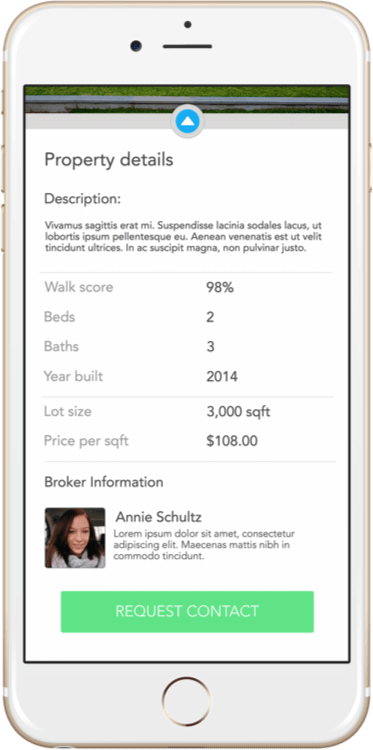 Property details
Description:
Vivamus sagittis erat mi. Suspendisse lacinia sodales lacus, ut
lobortis ipsum pellentesque eu. Aenean venenatis est ut velit
tincidunt ultrices. In ac suscipit magna, non pulvinar justo.
Walk score 98%
Beds 2
Baths 3
Year built 2014
Lot size 3,000 sqft
Price per sqft $108.00
Broker Information
Annie Schultz
Lorem ipsum dolor sit amet, consectetur
adipiscing elit. Maecenas mattis nibh in
commodo tincidunt.
REQUEST CONTACT